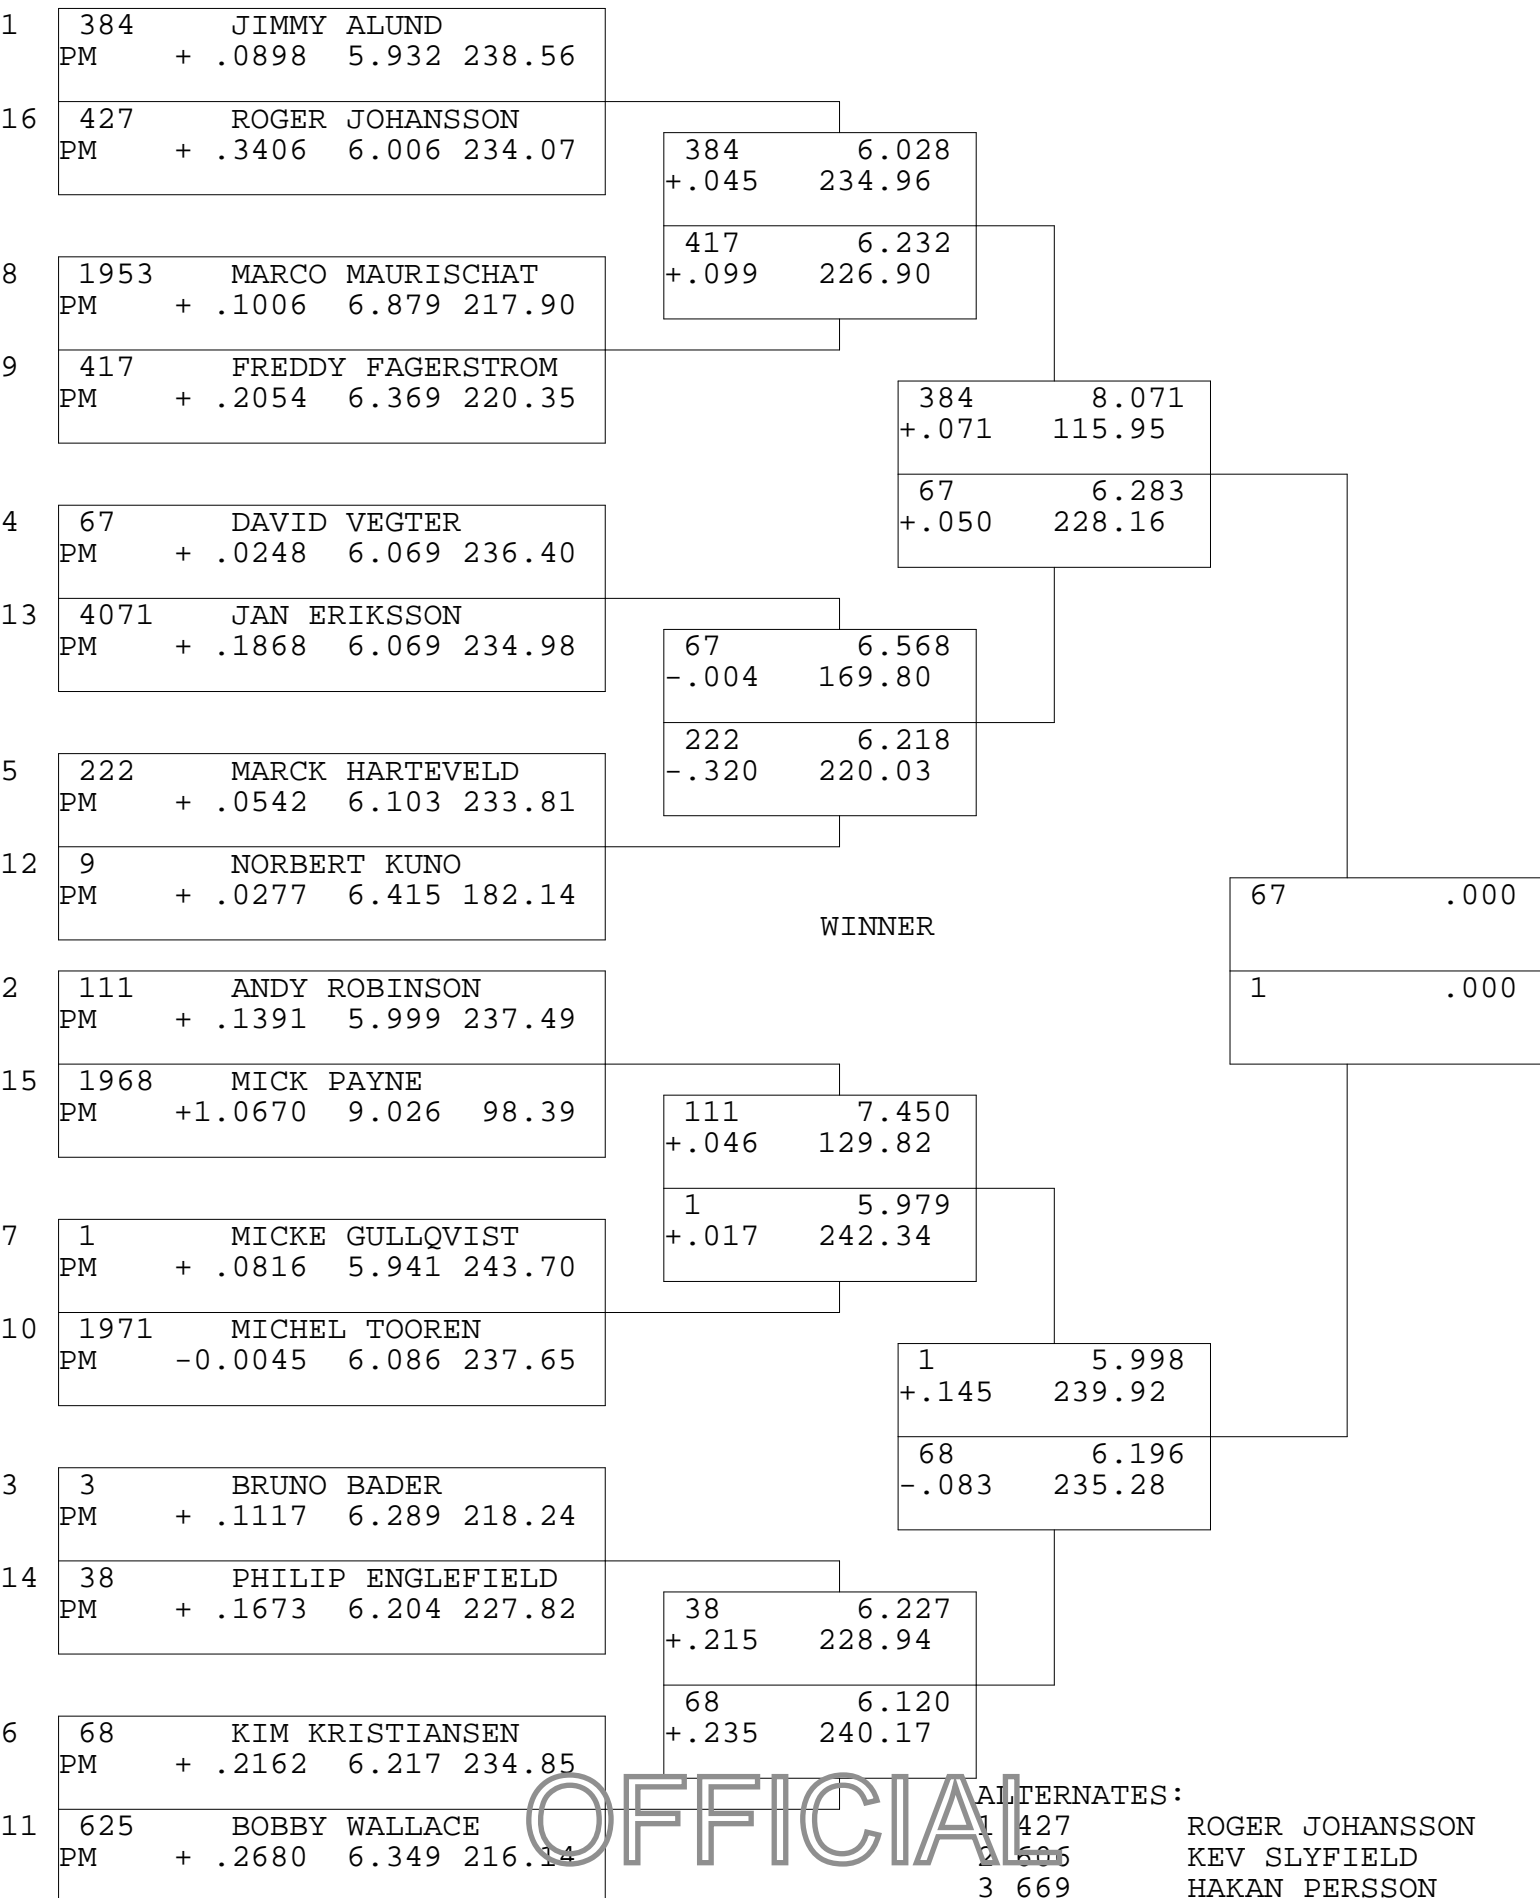 1 384 JIMMY ALUND
PM + .0898 5.932 238.56
16 427 ROGER JOHANSSON
PM + .3406 6.006 234.07
384 6.028
+.045 234.96
417 6.232
+.099 226.90
8 1953 MARCO MAURISCHAT
PM + .1006 6.879 217.90
9 417 FREDDY FAGERSTROM
PM + .2054 6.369 220.35
384 8.071
+.071 115.95
67 6.283
+.050 228.16
4 67 DAVID VEGTER
PM + .0248 6.069 236.40
13 4071 JAN ERIKSSON
PM + .1868 6.069 234.98
67 6.568
-.004 169.80
222 6.218
-.320 220.03
5 222 MARCK HARTEVELD
PM + .0542 6.103 233.81
12 9 NORBERT KUNO
PM + .0277 6.415 182.14
WINNER
67 .000
1 .000
2 111 ANDY ROBINSON
PM + .1391 5.999 237.49
15 1968 MICK PAYNE
PM +1.0670 9.026 98.39
111 7.450
+.046 129.82
1 5.979
+.017 242.34
7 1 MICKE GULLQVIST
PM + .0816 5.941 243.70
10 1971 MICHEL TOOREN
PM -0.0045 6.086 237.65
1 5.998
+.145 239.92
68 6.196
-.083 235.28
3 3 BRUNO BADER
PM + .1117 6.289 218.24
14 38 PHILIP ENGLEFIELD
PM + .1673 6.204 227.82
38 6.227
+.215 228.94
68 6.120
+.235 240.17
6 68 KIM KRISTIANSEN
PM + .2162 6.217 234.85
11 625 BOBBY WALLACE
PM + .2680 6.349 216.14
OFFICIAL
ALTERNATES:
1 427 ROGER JOHANSSON
2 KEV SLYFIELD
3 669 HAKAN PERSSON